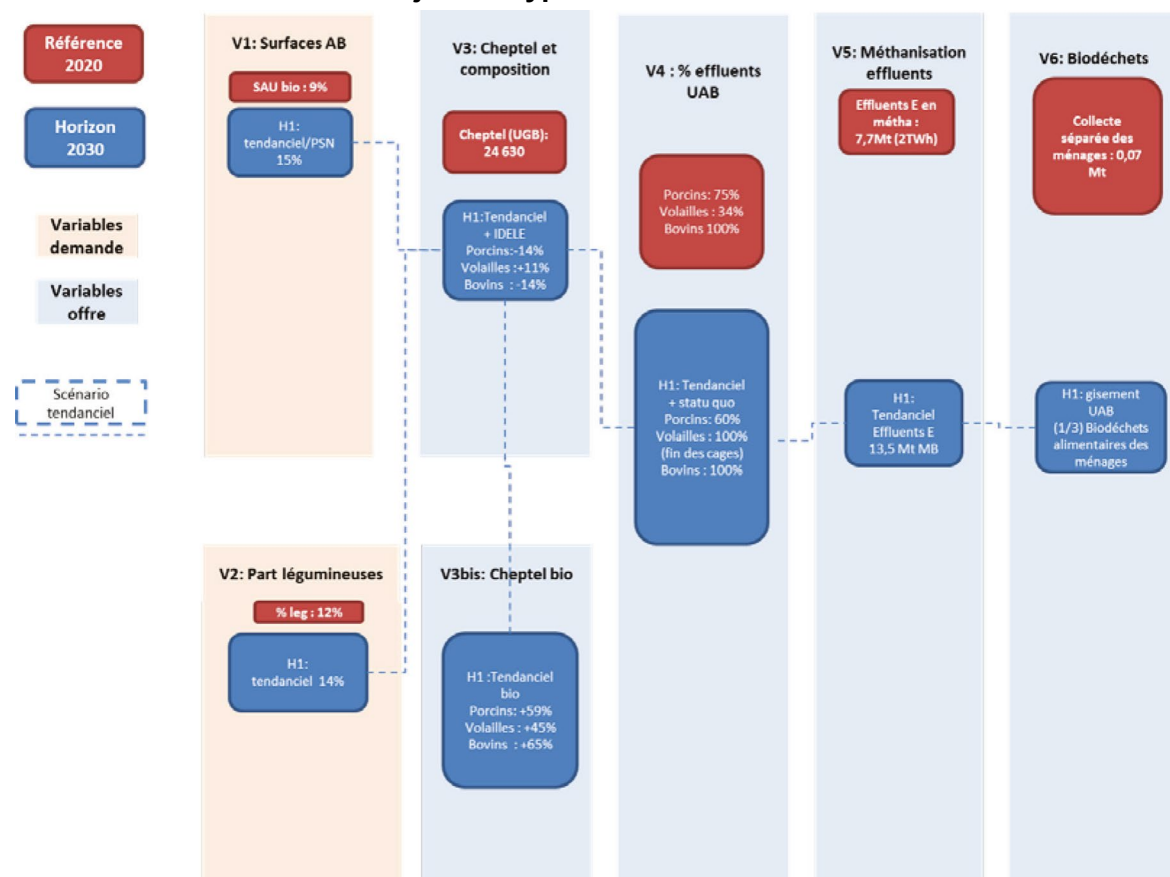 Référence
2020
Horizon
2030
Variables
demande
Variables
offre
Scénario
tendanciel
V1: Surfaces AB
SAU bio : 9%
H1:
tendanciel/PSN
15%
V2: Part légumineuses
% leg : 12%
H1:
tendanciel 14%
V3: Cheptel et
composition
Cheptel (UGB):
24 630
H1:Tendanciel
+ IDELE
Porcins:-14%
Volailles :+11%
Bovins : -14%
V3bis: Cheptel bio
H1 :Tendanciel
bio
Porcins: +59%
Volailles : +45%
Bovins : +65%
V4 : % effluents
UAB
Porcins: 75%
Volailles : 34%
Bovins 100%
H1: Tendanciel
+ statu quo
Porcins: 60%
Volailles : 100%
(fin des cages)
Bovins : 100%
V5: Méthanisation
effluents
Effluents E en
métha :
7,7Mt (2TWh)
H1:
Tendanciel
Effluents E
13,5 Mt MB
V6: Biodéchets
Collecte
séparée des
ménages : 0,07
Mt
H1: gisement
UAB
(1/3) Biodéchets
alimentaires des
ménages